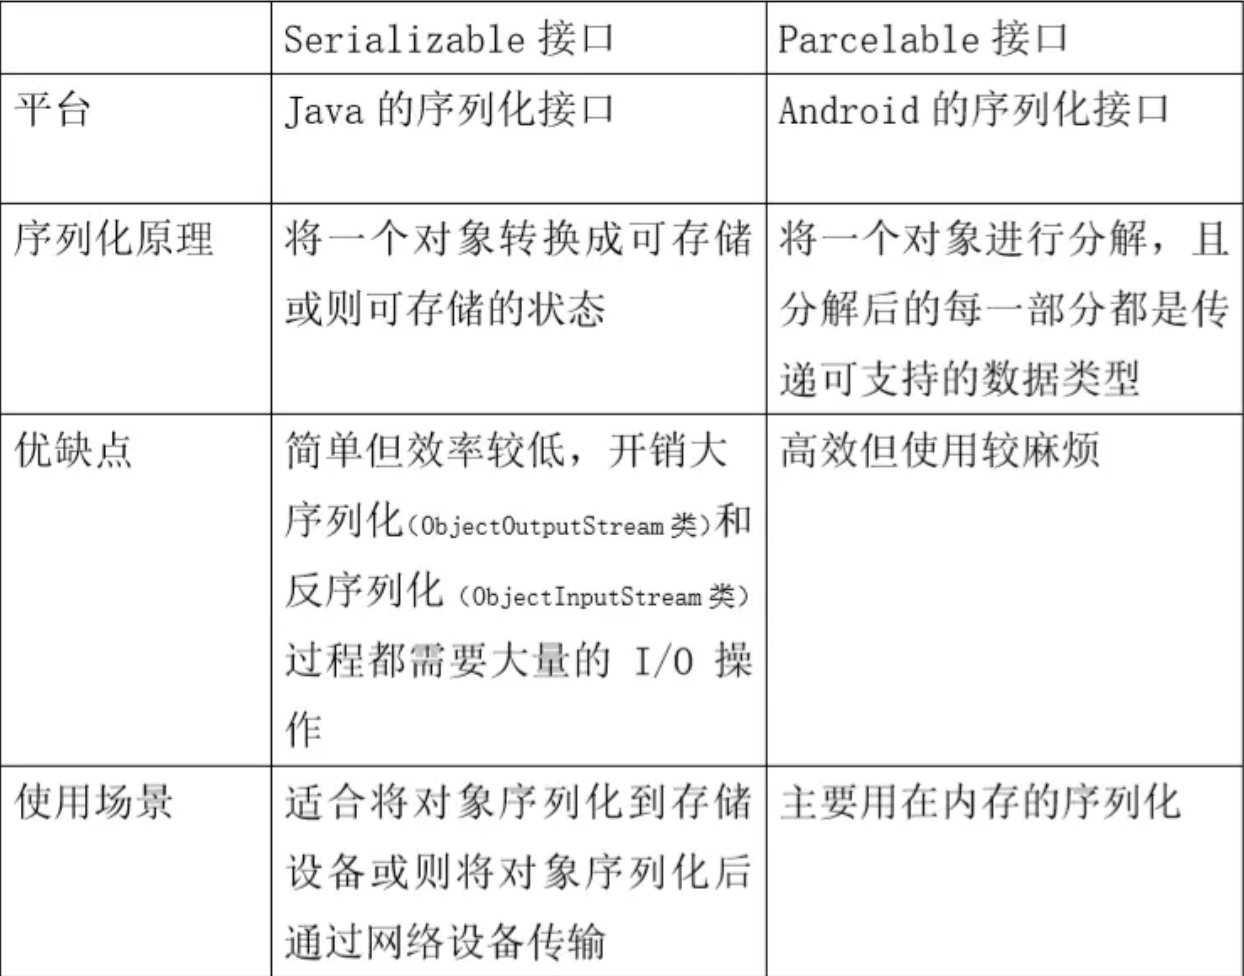 Serializable 接口
Parcelable 接口
平台
Java 的序列化接口
Android 的序列化接口
序列化原理
将一个对象转换成可存储
或则可存储的状态
将一个对象进行分解，且
分解后的每一部分都是传
递可支持的数据类型
优缺点
简单但效率较低，开销大
序列化(ObjectOutputStream 类)和
反序列化（ObjectInputStream 类）
过程都需要大量的 I/O 操
作
高效但使用较麻烦
使用场景
适合将对象序列化到存储
设备或则将对象序列化后
通过网络设备传输
主要用在内存的序列化